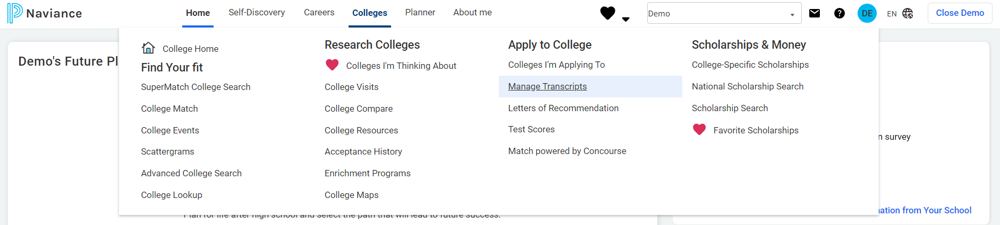 Naviance
Home
Self-Discovery
Careers
Colleges
Planner
About me
Demo
DE
EN
Close Demo
Demo's Future Pl
College Home
Find Your fit
SuperMatch College Search
College Match
College Events
Scattergrams
Advanced College Search
College Lookup
Research Colleges
Colleges I'm Thinking About
College Visits
College Compare
College Resources
Acceptance History
Enrichment Programs
College Maps
Apply to College
Colleges I'm Applying To
Manage Transcripts
Letters of Recommendation
Test Scores
Match powered by Concourse
Scholarships & Money
College-Specific Scholarships
National Scholarship Search
Scholarship Search
Favorite Scholarships
n survey
Plan for life after high school and select the path that will lead to future success.
ation from Your School